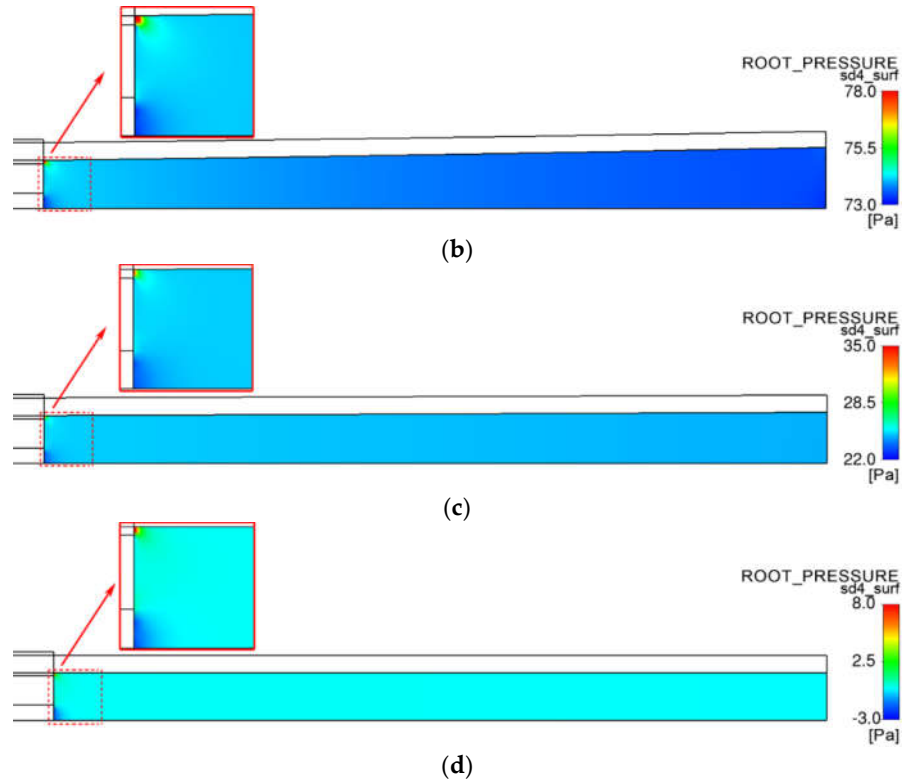 ROOT_PRESSURE
sd4_surf
78.0
75.5
73.0
[Pa]
(b)
ROOT_PRESSURE
sd4_surf
35.0
28.5
22.0
[Pa]
(c)
ROOT_PRESSURE
sd4_surf
8.0
2.5
-3.0
[Pa]
(d)